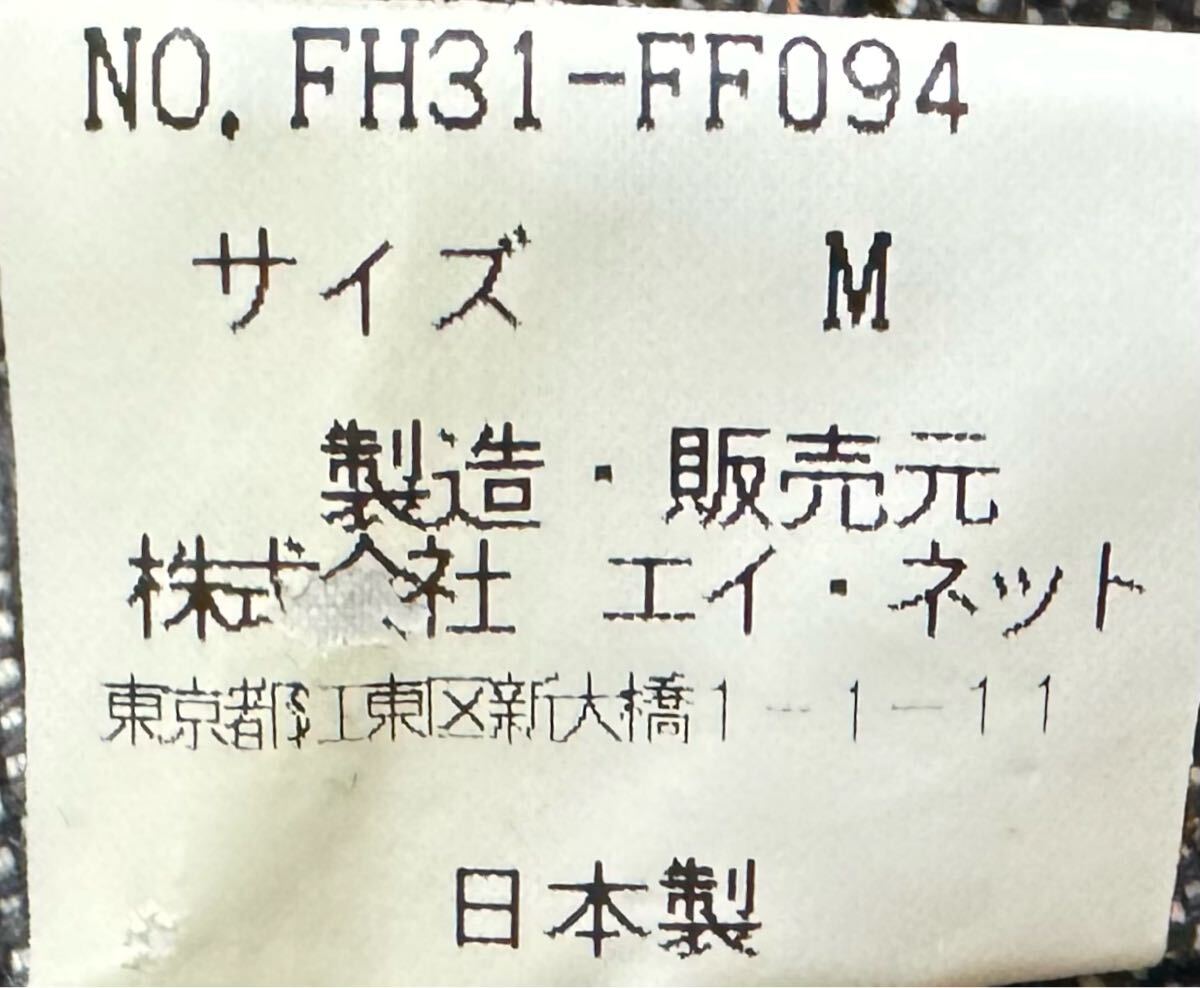 NO. FH31-FF094
サイズ M
製造・販売元
株式会社 エイ・ネット
東京都江東区新大橋1-1-11
日本製